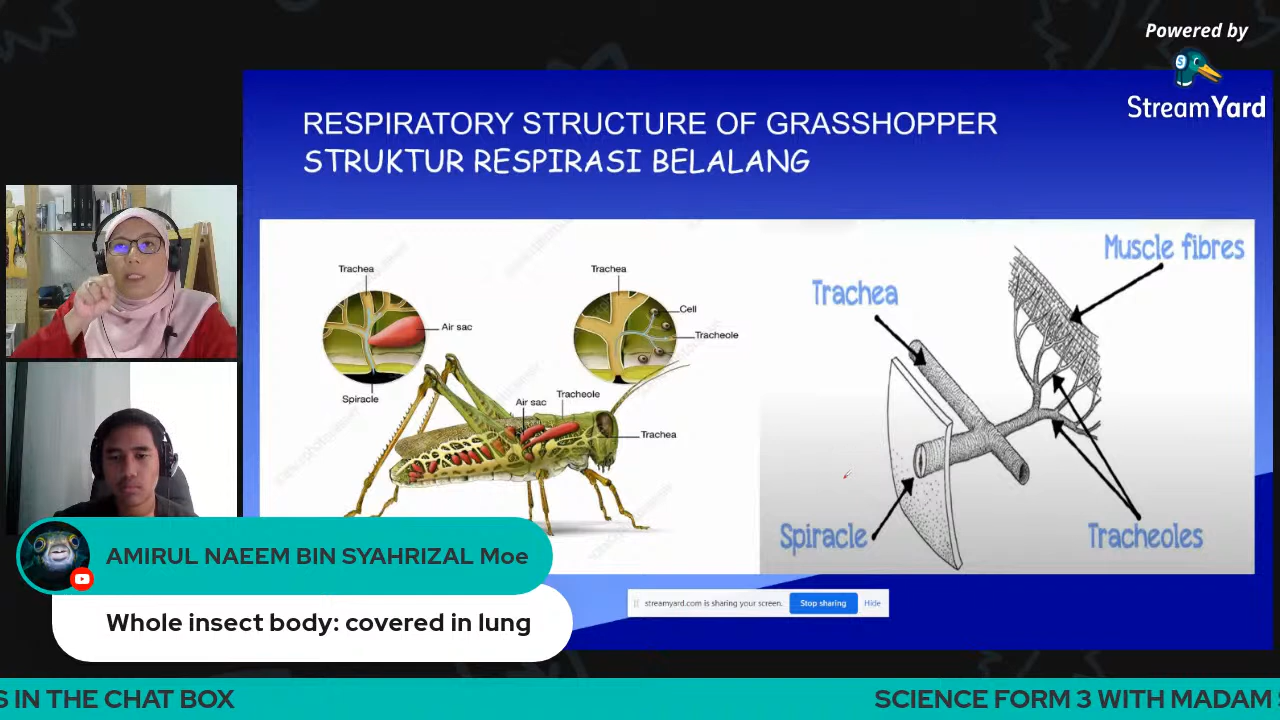 Powered by
StreamYard
RESPIRATORY STRUCTURE OF GRASSHOPPER
STRUKTUR RESPIRASI BELALANG
Trachea
Air sac
Spiracle
Trachea
Cell
Tracheole
Air sac
Tracheole
Trachea
Muscle fibres
Trachea
Spiracle
Tracheoles
streamyard.com is sharing your screen.
Stop sharing
Hide
AMIRUL NAEEM BIN SYAHRIZAL Moe
Whole insect body: covered in lung
S IN THE CHAT BOX
SCIENCE FORM 3 WITH MADAM